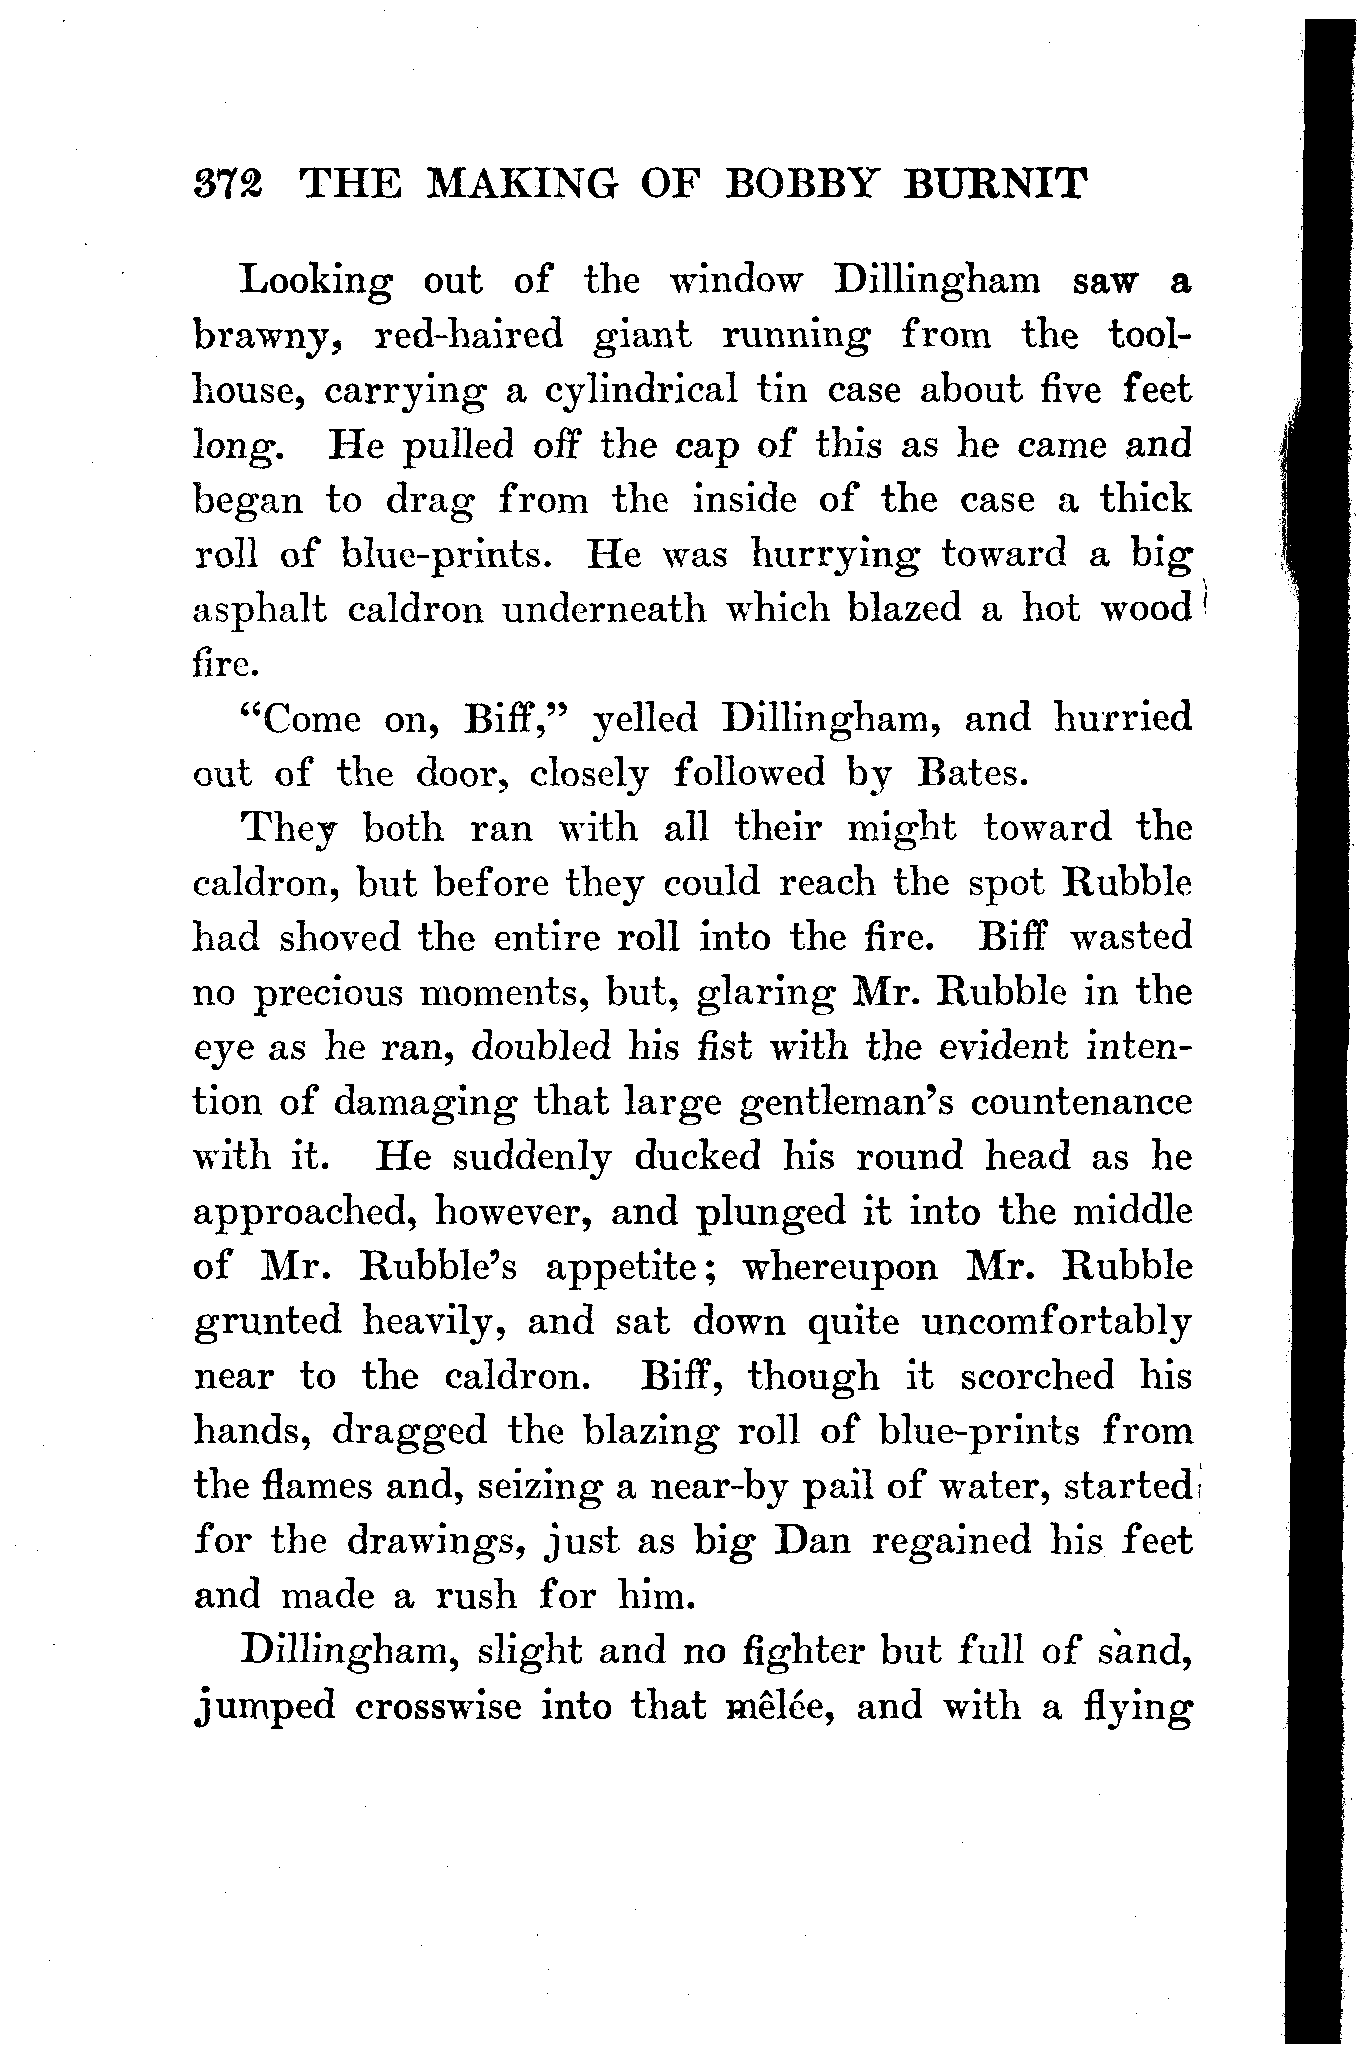 372 THE MAKING OF BOBBY BURNIT
Looking out of the window Dillingham saw a
brawny, red-haired giant running from the tool-
house, carrying a cylindrical tin case about five feet
long. He pulled off the cap of this as he came and
began to drag from the inside of the case a thick
roll of blue-prints. He was hurrying toward a big
asphalt caldron underneath which blazed a hot wood
fire.
“Come on, Biff,” yelled Dillingham, and hurried
out of the door, closely followed by Bates.
They both ran with all their might toward the
caldron, but before they could reach the spot Rubble
had shoved the entire roll into the fire. Biff wasted
no precious moments, but, glaring Mr. Rubble in the
eye as he ran, doubled his fist with the evident inten-
tion of damaging that large gentleman’s countenance
with it. He suddenly ducked his round head as he
approached, however, and plunged it into the middle
of Mr. Rubble’s appetite; whereupon Mr. Rubble
grunted heavily, and sat down quite uncomfortably
near to the caldron. Biff, though it scorched his
hands, dragged the blazing roll of blue-prints from
the flames and, seizing a near-by pail of water, started
for the drawings, just as big Dan regained his feet
and made a rush for him.
Dillingham, slight and no fighter but full of sand,
jumped crosswise into that mêlée, and with a flying